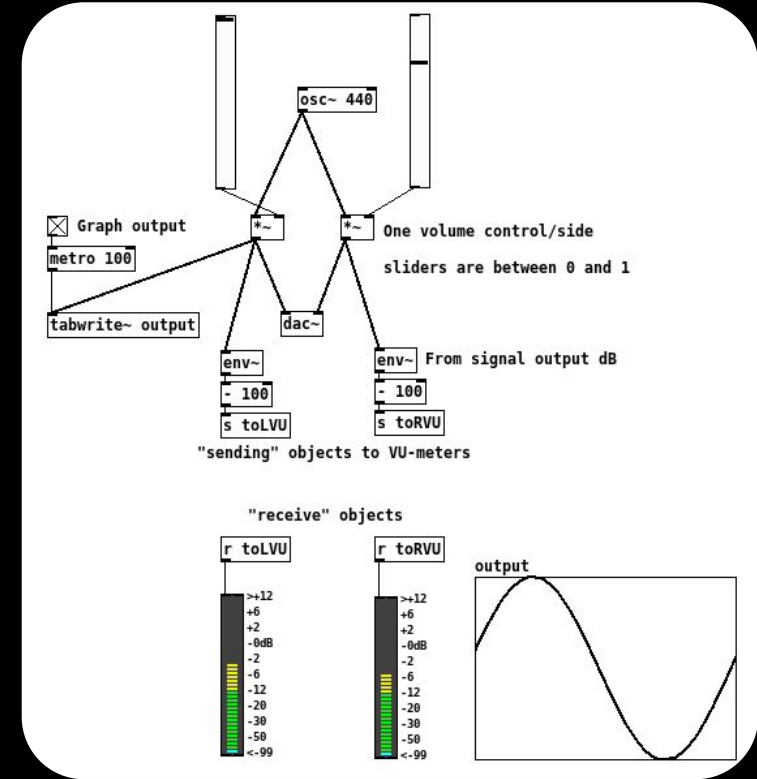 osc~ 440
Graph output
*~
*~
One volume control/side
metro 100
sliders are between 0 and 1
tabwrite~ output
dac~
env~
env~
From signal output dB
- 100
- 100
s toLVU
s toRVU
"sending" objects to VU-meters
"receive" objects
r toLVU
r toRVU
output
>+12
+6
+2
-0dB
-2
-6
-12
-20
-30
-50
<-99
>+12
+6
+2
-0dB
-2
-6
-12
-20
-30
-50
<-99